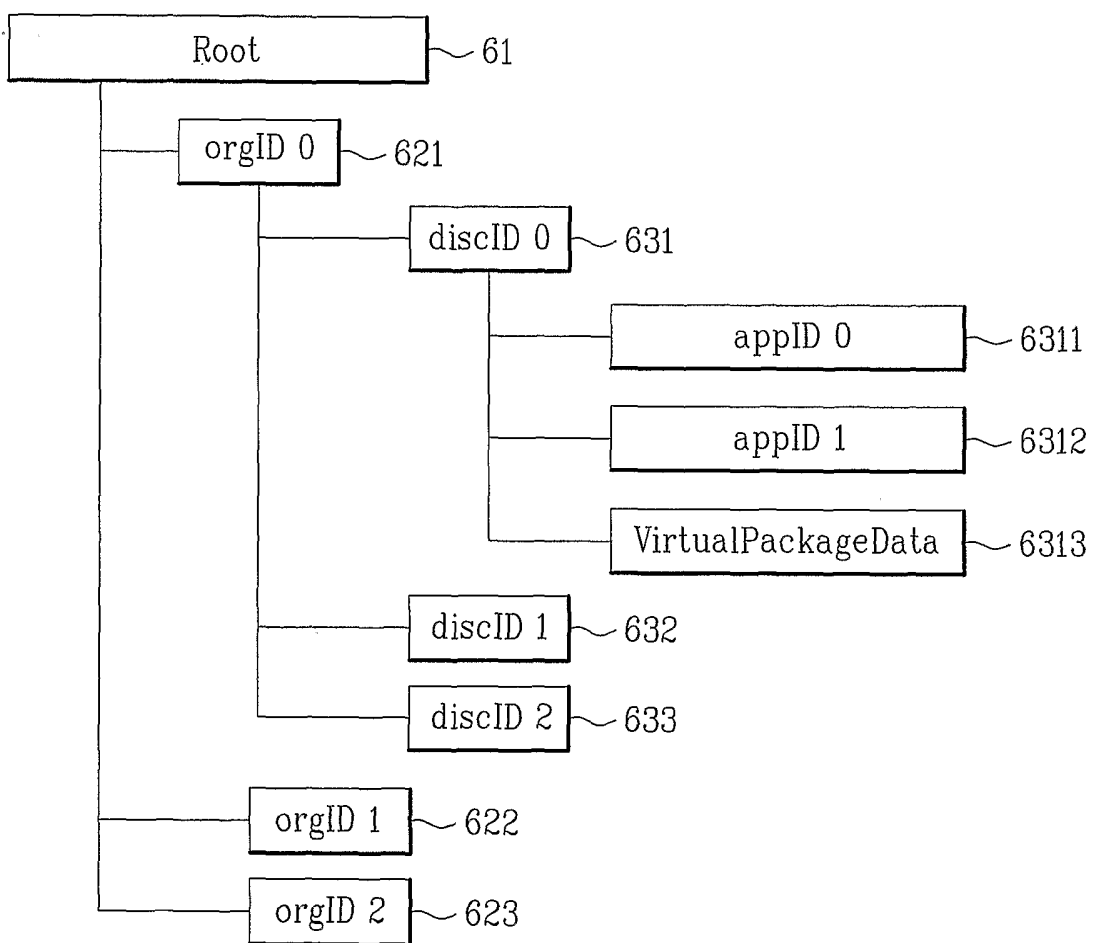 Root 61
orgID 0 621
discID 0 631
appID 0 6311
appID 1 6312
VirtualPackageData 6313
discID 1 632
discID 2 633
orgID 1 622
orgID 2 623